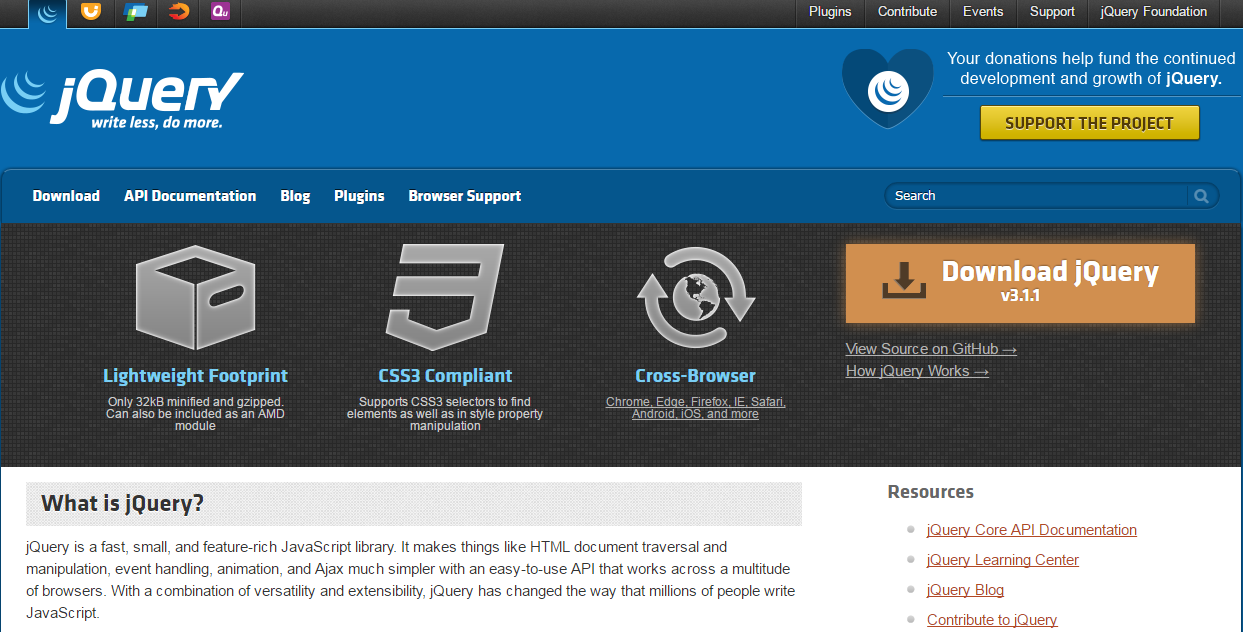 Qu
Plugins Contribute Events Support jQuery Foundation
jQuery
write less, do more.
Your donations help fund the continued
development and growth of jQuery.
SUPPORT THE PROJECT
Download API Documentation Blog Plugins Browser Support
Search
Lightweight Footprint
Only 32kB minified and gzipped.
Can also be included as an AMD
module
CSS3 Compliant
Supports CSS3 selectors to find
elements as well as in style property
manipulation
Cross-Browser
Chrome, Edge, Firefox, IE, Safari,
Android, iOS, and more
Download jQuery
v3.1.1
View Source on GitHub →
How jQuery Works →
What is jQuery?
jQuery is a fast, small, and feature-rich JavaScript library. It makes things like HTML document traversal and
manipulation, event handling, animation, and Ajax much simpler with an easy-to-use API that works across a multitude
of browsers. With a combination of versatility and extensibility, jQuery has changed the way that millions of people write
JavaScript.
Resources
jQuery Core API Documentation
jQuery Learning Center
jQuery Blog
Contribute to jQuery